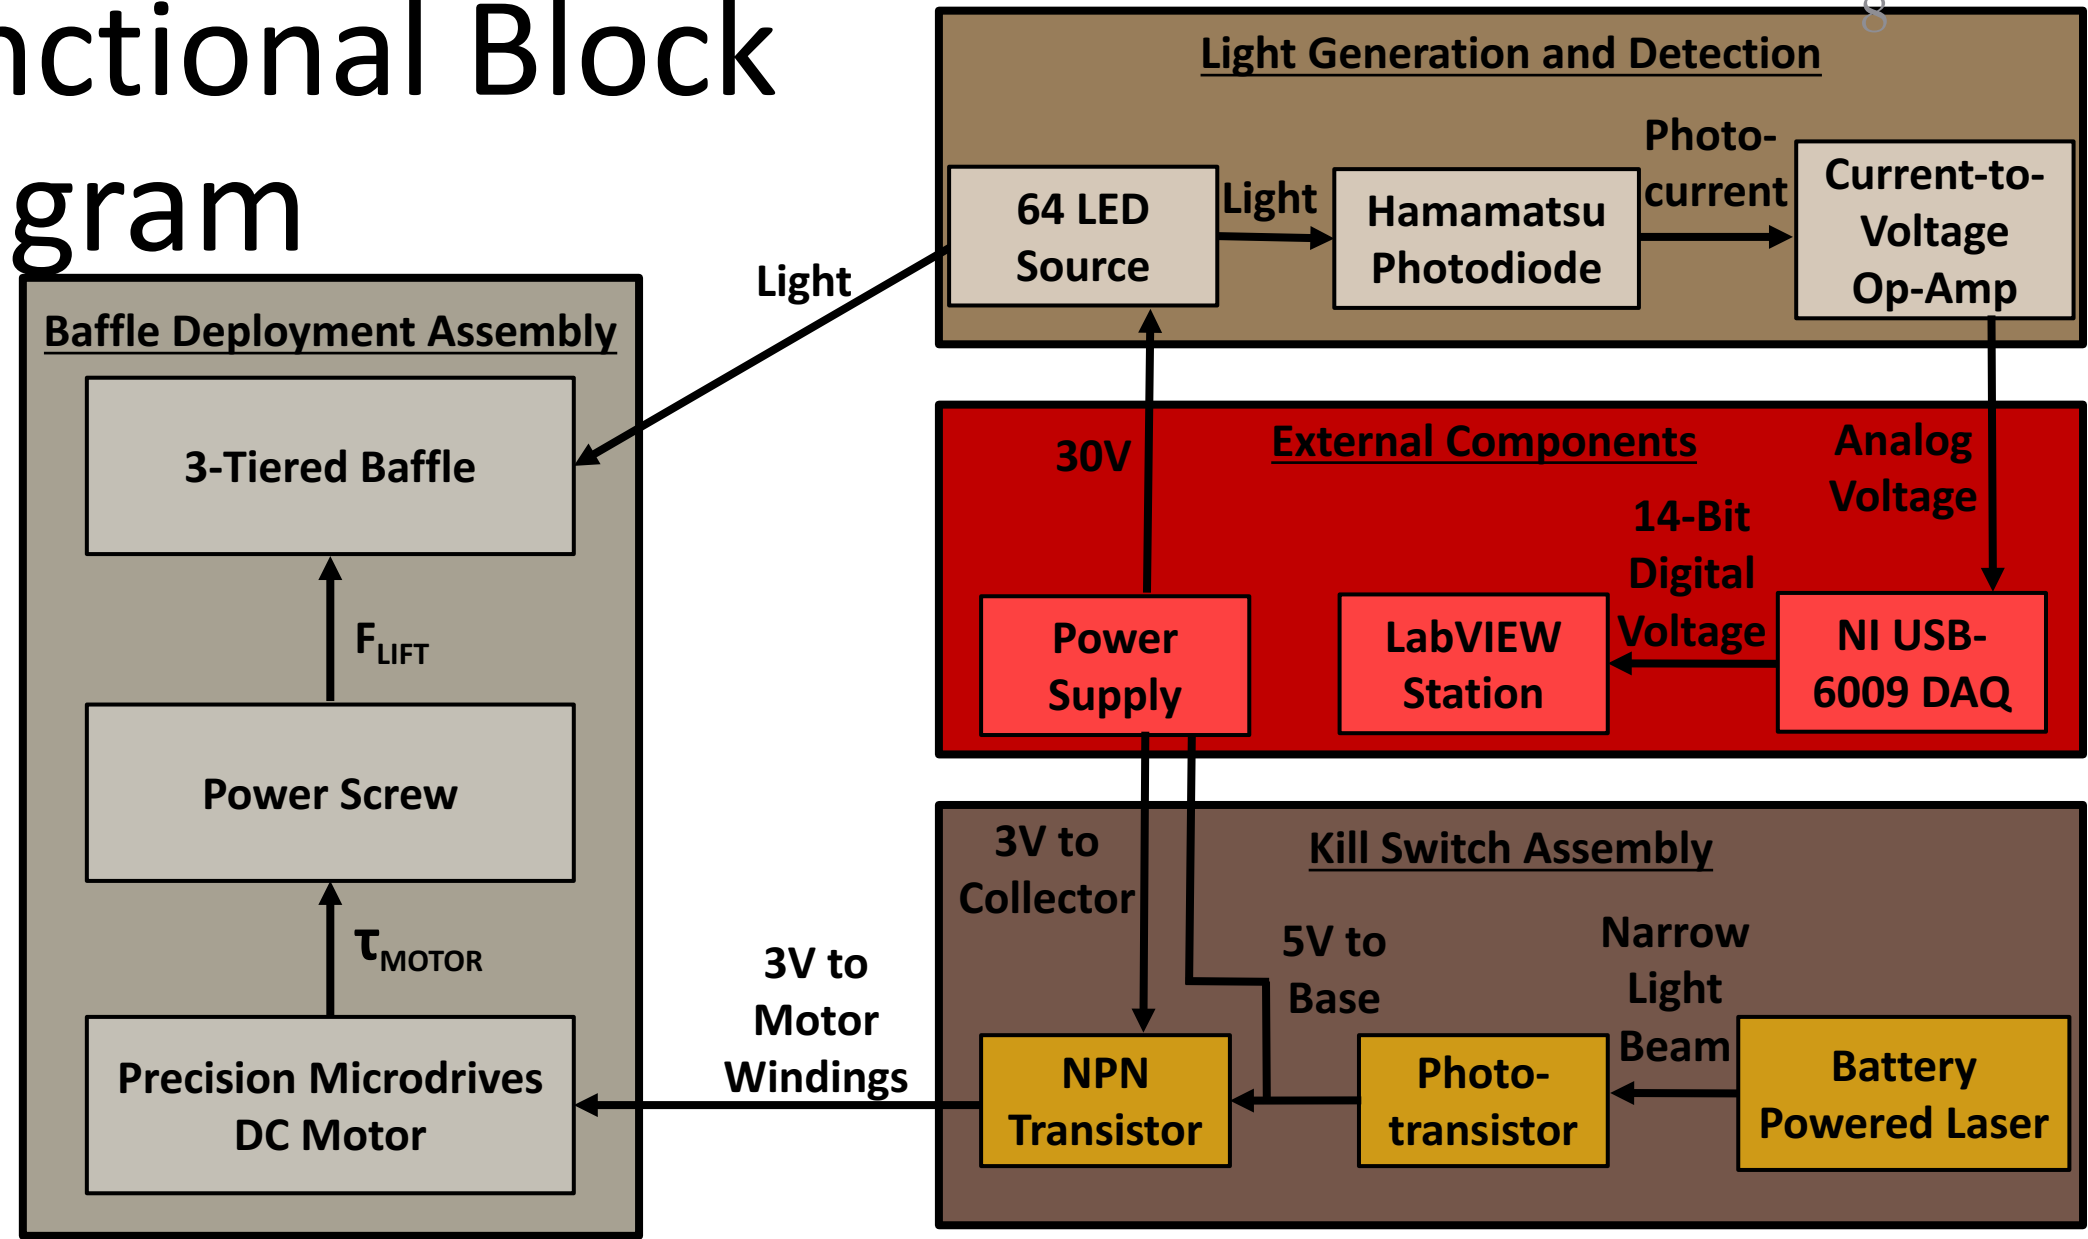 nctional Block
gram
8
Light Generation and Detection
64 LED
Source
Light
Hamamatsu
Photodiode
Photo-
current
Current-to-
Voltage
Op-Amp
Light
Baffle Deployment Assembly
3-Tiered Baffle
F LIFT
Power Screw
τ MOTOR
Precision Microdrives
DC Motor
External Components
30V
Analog
Voltage
14-Bit
Digital
Voltage
Power
Supply
LabVIEW
Station
NI USB-
6009 DAQ
Kill Switch Assembly
3V to
Collector
5V to
Base
Narrow
Light
Beam
3V to
Motor
Windings
NPN
Transistor
Photo-
transistor
Battery
Powered Laser